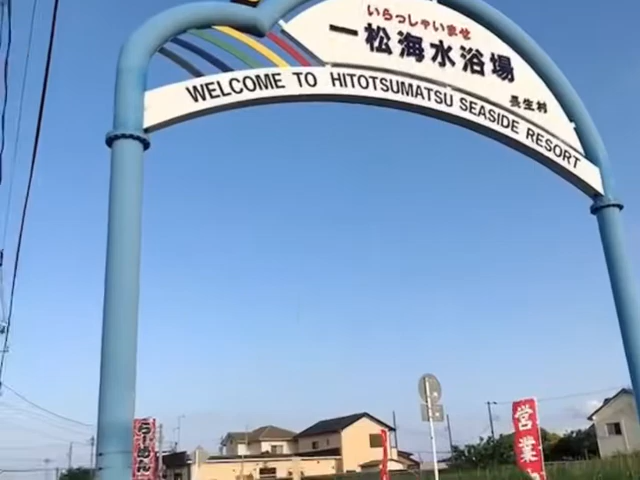 いらっしゃいませ
一松海水浴場
長生村
WELCOME TO HITOTSUMATSU SEASIDE RESORT
らーめん
営業